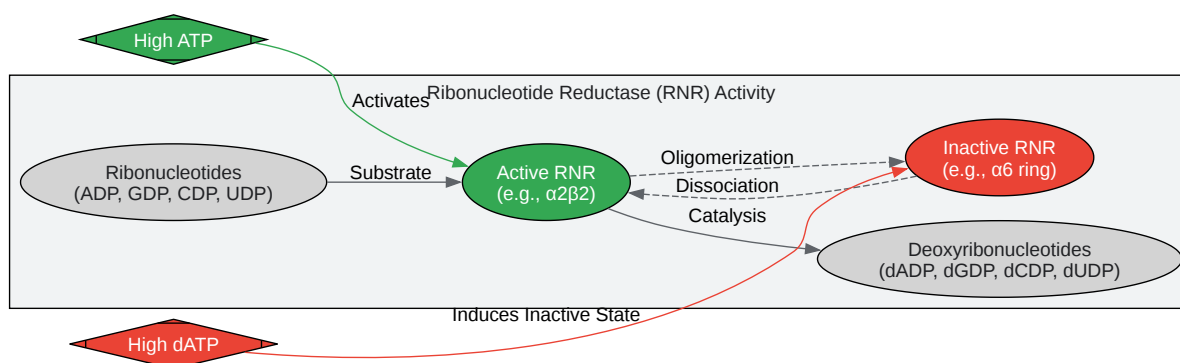 High ATP
Ribonucleotide Reductase (RNR) Activity
Activates
Ribonucleotides
(ADP, GDP, CDP, UDP)
Substrate
Active RNR
(e.g., α2β2)
Oligomerization
Dissociation
Catalysis
Inactive RNR
(e.g., α6 ring)
Deoxyribonucleotides
(dADP, dGDP, dCDP, dUDP)
Induces Inactive State
High dATP